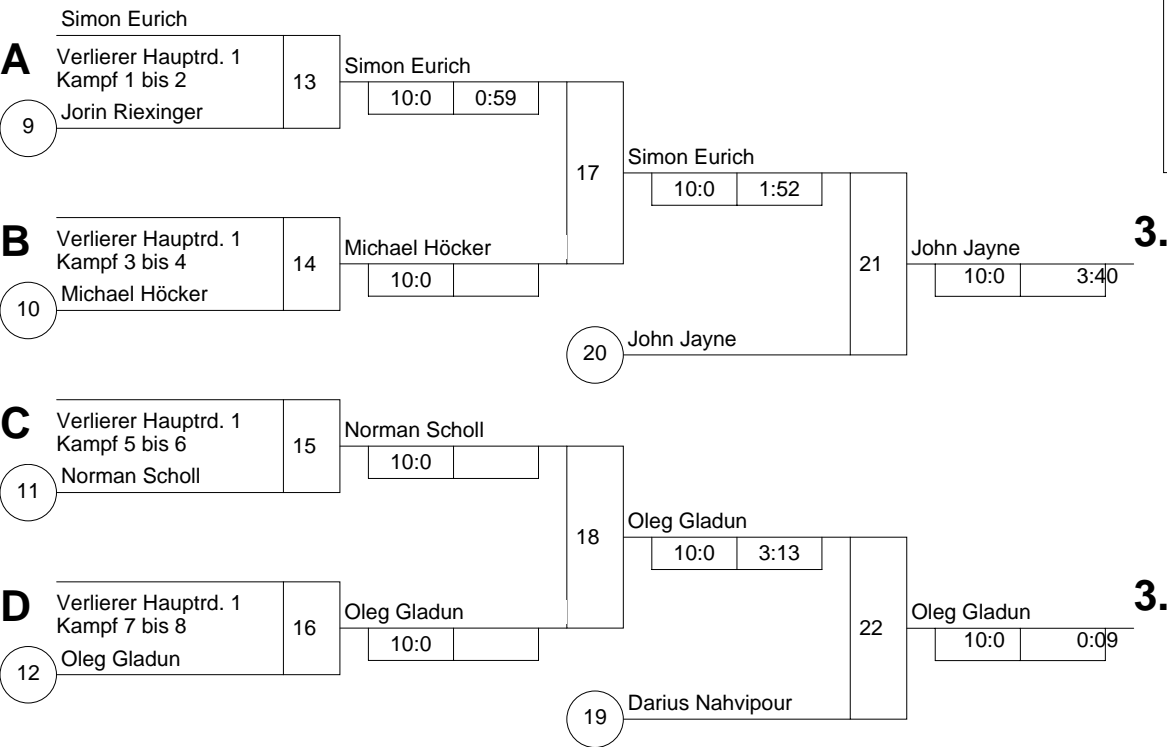 Simon Eurich
A
Verlierer Hauptrd. 1
Kampf 1 bis 2
13
Simon Eurich
10:0 0:59
9
Jorin Riexinger
17
Simon Eurich
10:0 1:52
B
Verlierer Hauptrd. 1
Kampf 3 bis 4
14
Michael Höcker
10:0
10
Michael Höcker
21
John Jayne
10:0 3:40
3.
20
John Jayne
C
Verlierer Hauptrd. 1
Kampf 5 bis 6
15
Norman Scholl
10:0
11
Norman Scholl
18
Oleg Gladun
10:0 3:13
D
Verlierer Hauptrd. 1
Kampf 7 bis 8
16
Oleg Gladun
10:0
12
Oleg Gladun
22
Oleg Gladun
10:0 0:09
3.
19
Darius Nahvipour